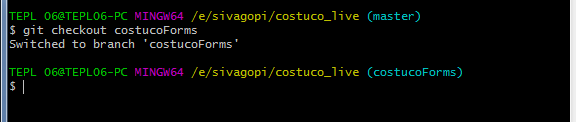 TEPL 06@TEPL06-PC MINGW64 /e/sivagopi/costuco_live (master)
$ git checkout costucoForms
Switched to branch 'costucoForms'
TEPL 06@TEPL06-PC MINGW64 /e/sivagopi/costuco_live (costucoForms)
$